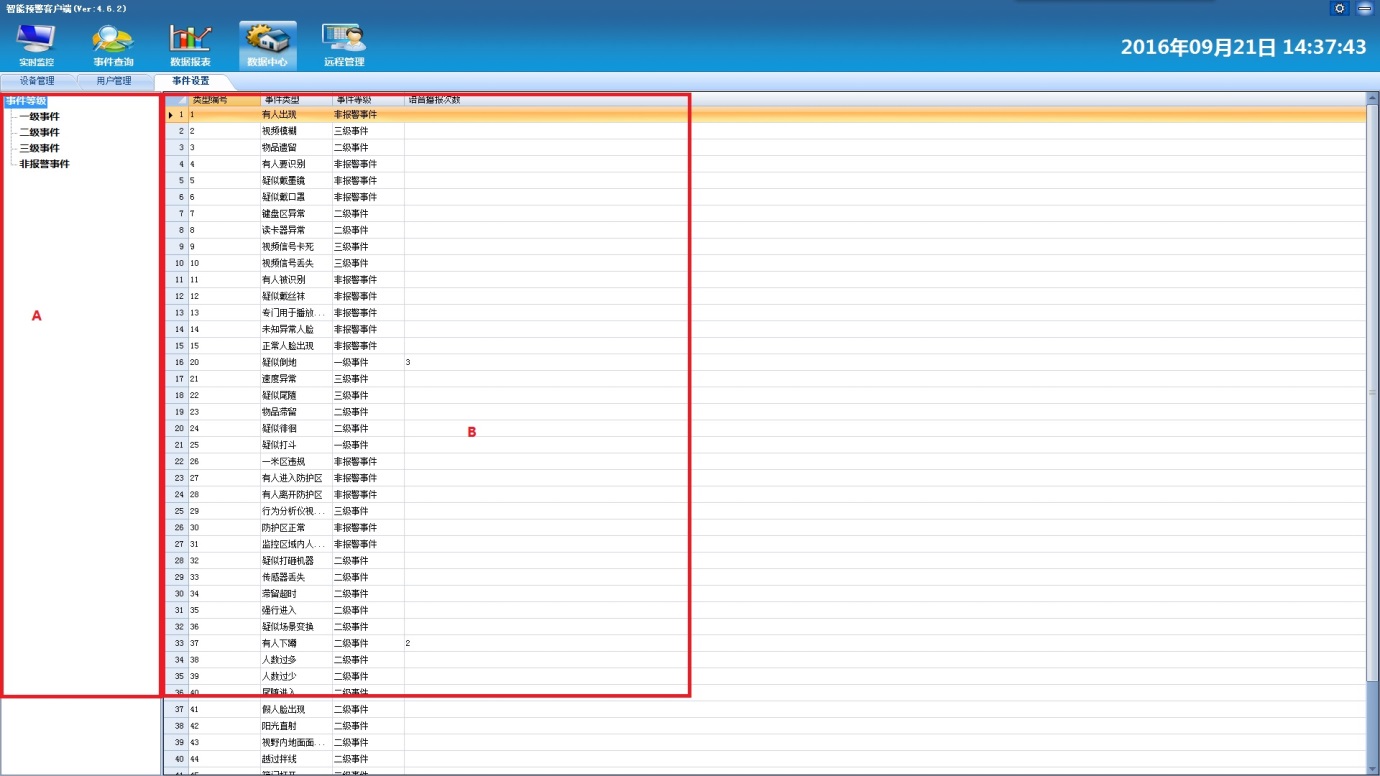 智能预警客户端(Ver:4.6.2)
实时监控 事件查询 数据报表 数据中心 远程管理
2016年09月21日 14:37:43
设备管理 用户管理 事件设置
事件等级
一级事件
二级事件
三级事件
非报警事件
A
类型编号 事件类型 事件等级 语音播报次数
1 1 有人出现 非报警事件
2 2 视频模糊 三级事件
3 3 物品遗留 二级事件
4 4 有人要识别 非报警事件
5 5 疑似戴墨镜 非报警事件
6 6 疑似戴口罩 非报警事件
7 7 键盘区异常 二级事件
8 8 读卡器异常 二级事件
9 9 视频信号卡死 三级事件
10 10 视频信号丢失 三级事件
11 11 有人被识别 非报警事件
12 12 疑似戴丝袜 非报警事件
13 13 专门用于播放... 非报警事件
14 14 未知异常人脸 非报警事件
15 15 正常人脸出现 非报警事件
16 20 疑似倒地 一级事件 3
17 21 速度异常 三级事件
18 22 疑似尾随 三级事件
19 23 物品滞留 二级事件
20 24 疑似徘徊 二级事件
B
21 25 疑似打斗 一级事件
22 26 一米区违规 非报警事件
23 27 有人进入防护区 非报警事件
24 28 有人离开防护区 非报警事件
25 29 行为分析仪视... 三级事件
26 30 防护区正常 非报警事件
27 31 监控区域内人... 非报警事件
28 32 疑似打砸机器 二级事件
29 33 传感器丢失 二级事件
30 34 滞留超时 二级事件
31 35 强行进入 二级事件
32 36 疑似场景变换 二级事件
33 37 有人下蹲 二级事件 2
34 38 人数过多 二级事件
35 39 人数过少 二级事件
36 40 尾随进入 二级事件
37 41 假人脸出现 二级事件
38 42 阳光直射 二级事件
39 43 视野内地面面... 二级事件
40 44 越过拌线 二级事件